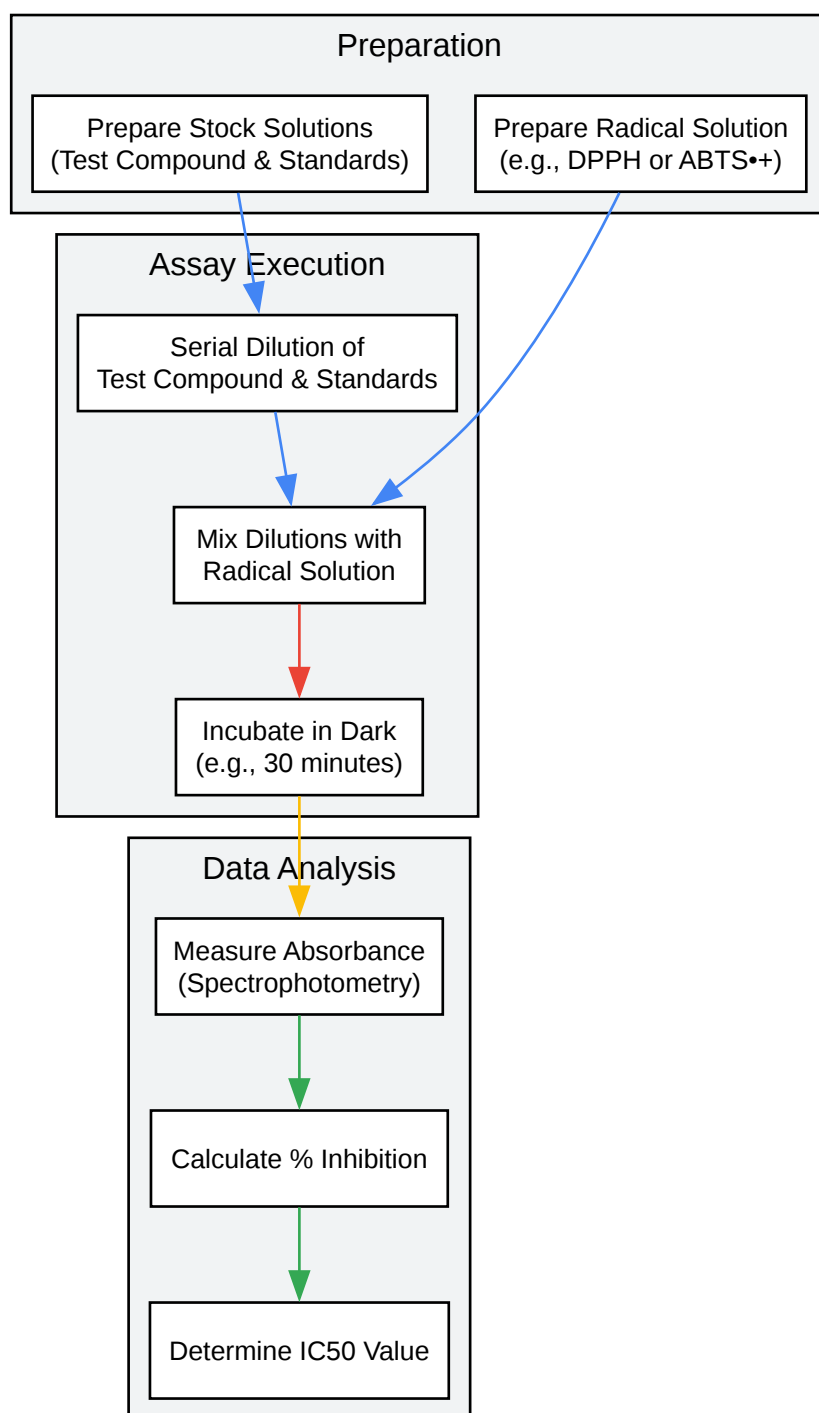 Preparation
Prepare Stock Solutions
(Test Compound & Standards)
Prepare Radical Solution
(e.g., DPPH or ABTS•+)
Assay Execution
Serial Dilution of
Test Compound & Standards
Mix Dilutions with
Radical Solution
Incubate in Dark
(e.g., 30 minutes)
Data Analysis
Measure Absorbance
(Spectrophotometry)
Calculate % Inhibition
Determine IC50 Value